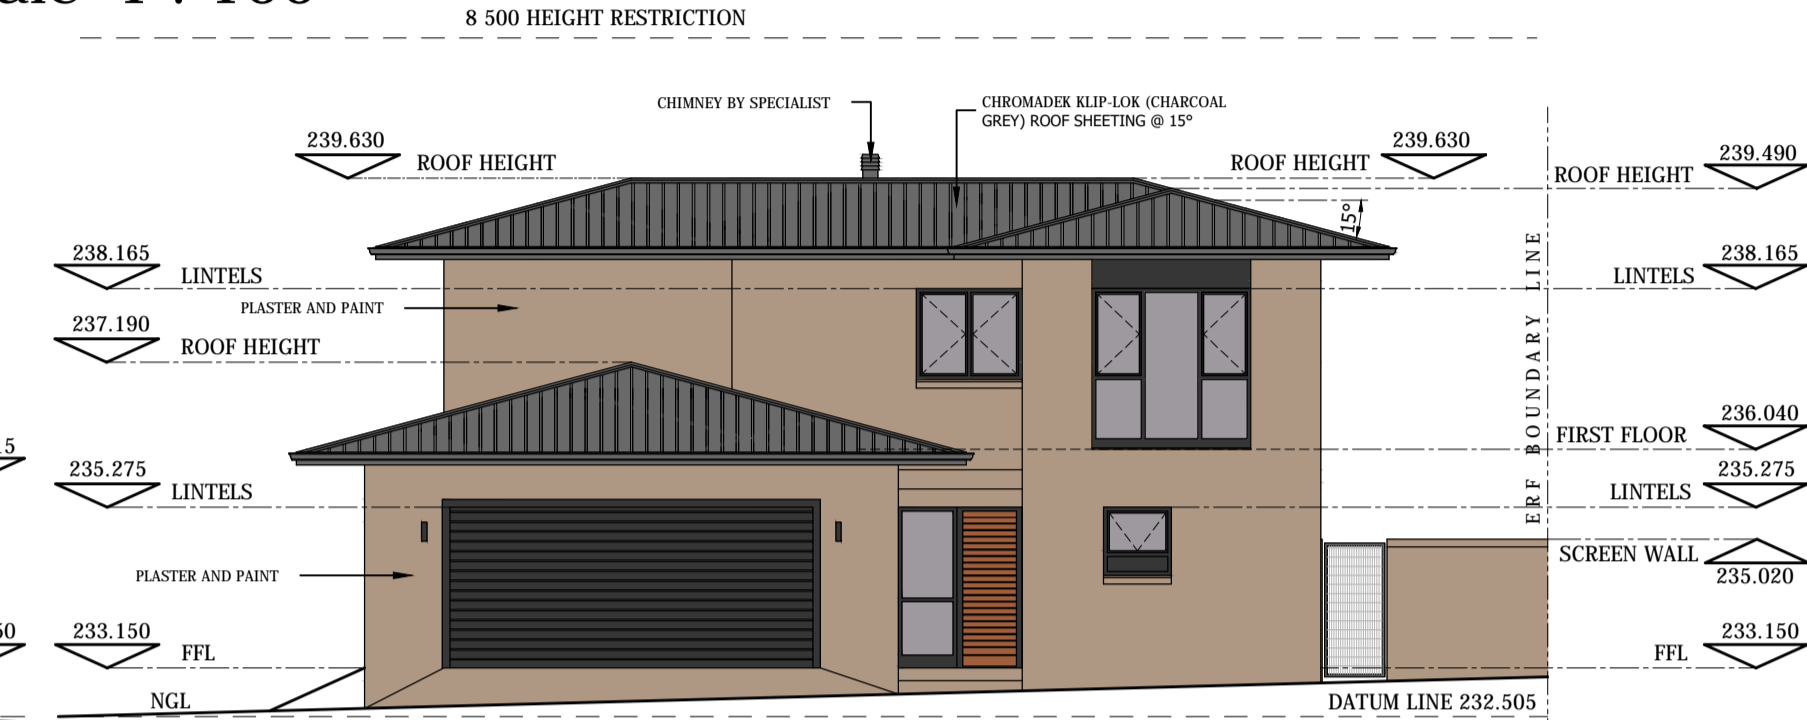 8 500 HEIGHT RESTRICTION
CHIMNEY BY SPECIALIST
CHROMADEK KLIP-LOK (CHARCOAL
GREY) ROOF SHEETING @ 15°
239.630
ROOF HEIGHT
ROOF HEIGHT
239.630
ROOF HEIGHT
239.490
15°
238.165
LINTELS
238.165
LINTELS
PLASTER AND PAINT
237.190
ROOF HEIGHT
ERF BOUNDARY LINE
236.040
FIRST FLOOR
235.275
LINTELS
235.275
LINTELS
PLASTER AND PAINT
SCREEN WALL
235.020
233.150
FFL
233.150
FFL
NGL
DATUM LINE 232.505